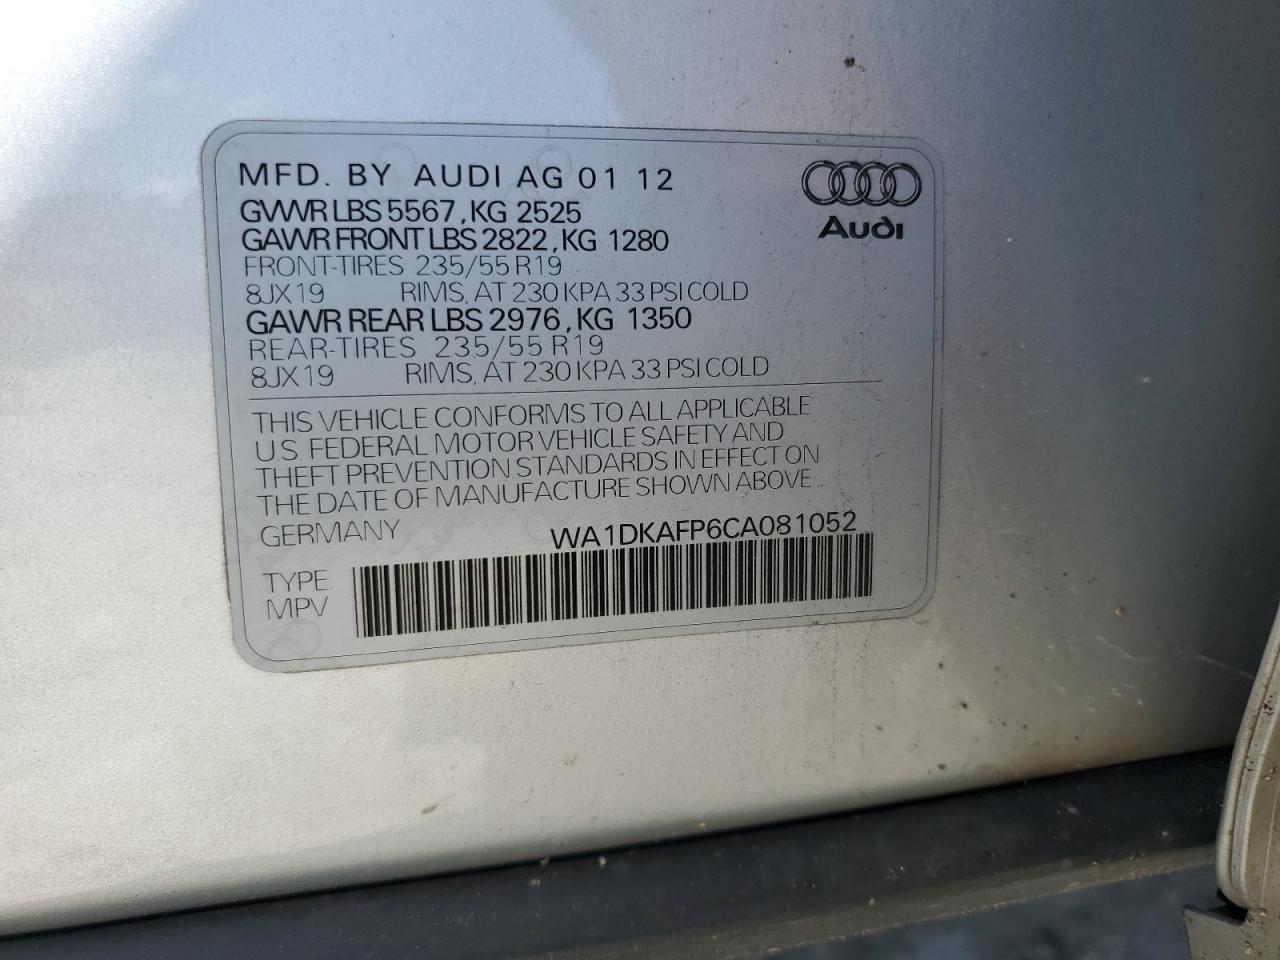 MFD. BY AUDI AG 01 12
Audi
GVWR LBS 5567, KG 2525
GAWR FRONT LBS 2822, KG 1280
FRONT-TIRES 235/55 R19
8JX19 RIMS, AT 230 KPA 33 PSI COLD
GAWR REAR LBS 2976, KG 1350
REAR-TIRES 235/55 R19
8JX19 RIMS, AT 230 KPA 33 PSI COLD
THIS VEHICLE CONFORMS TO ALL APPLICABLE
U.S. FEDERAL MOTOR VEHICLE SAFETY AND
THEFT PREVENTION STANDARDS IN EFFECT ON
THE DATE OF MANUFACTURE SHOWN ABOVE.
GERMANY WA1DKAFP6CA081052
TYPE:
MPV